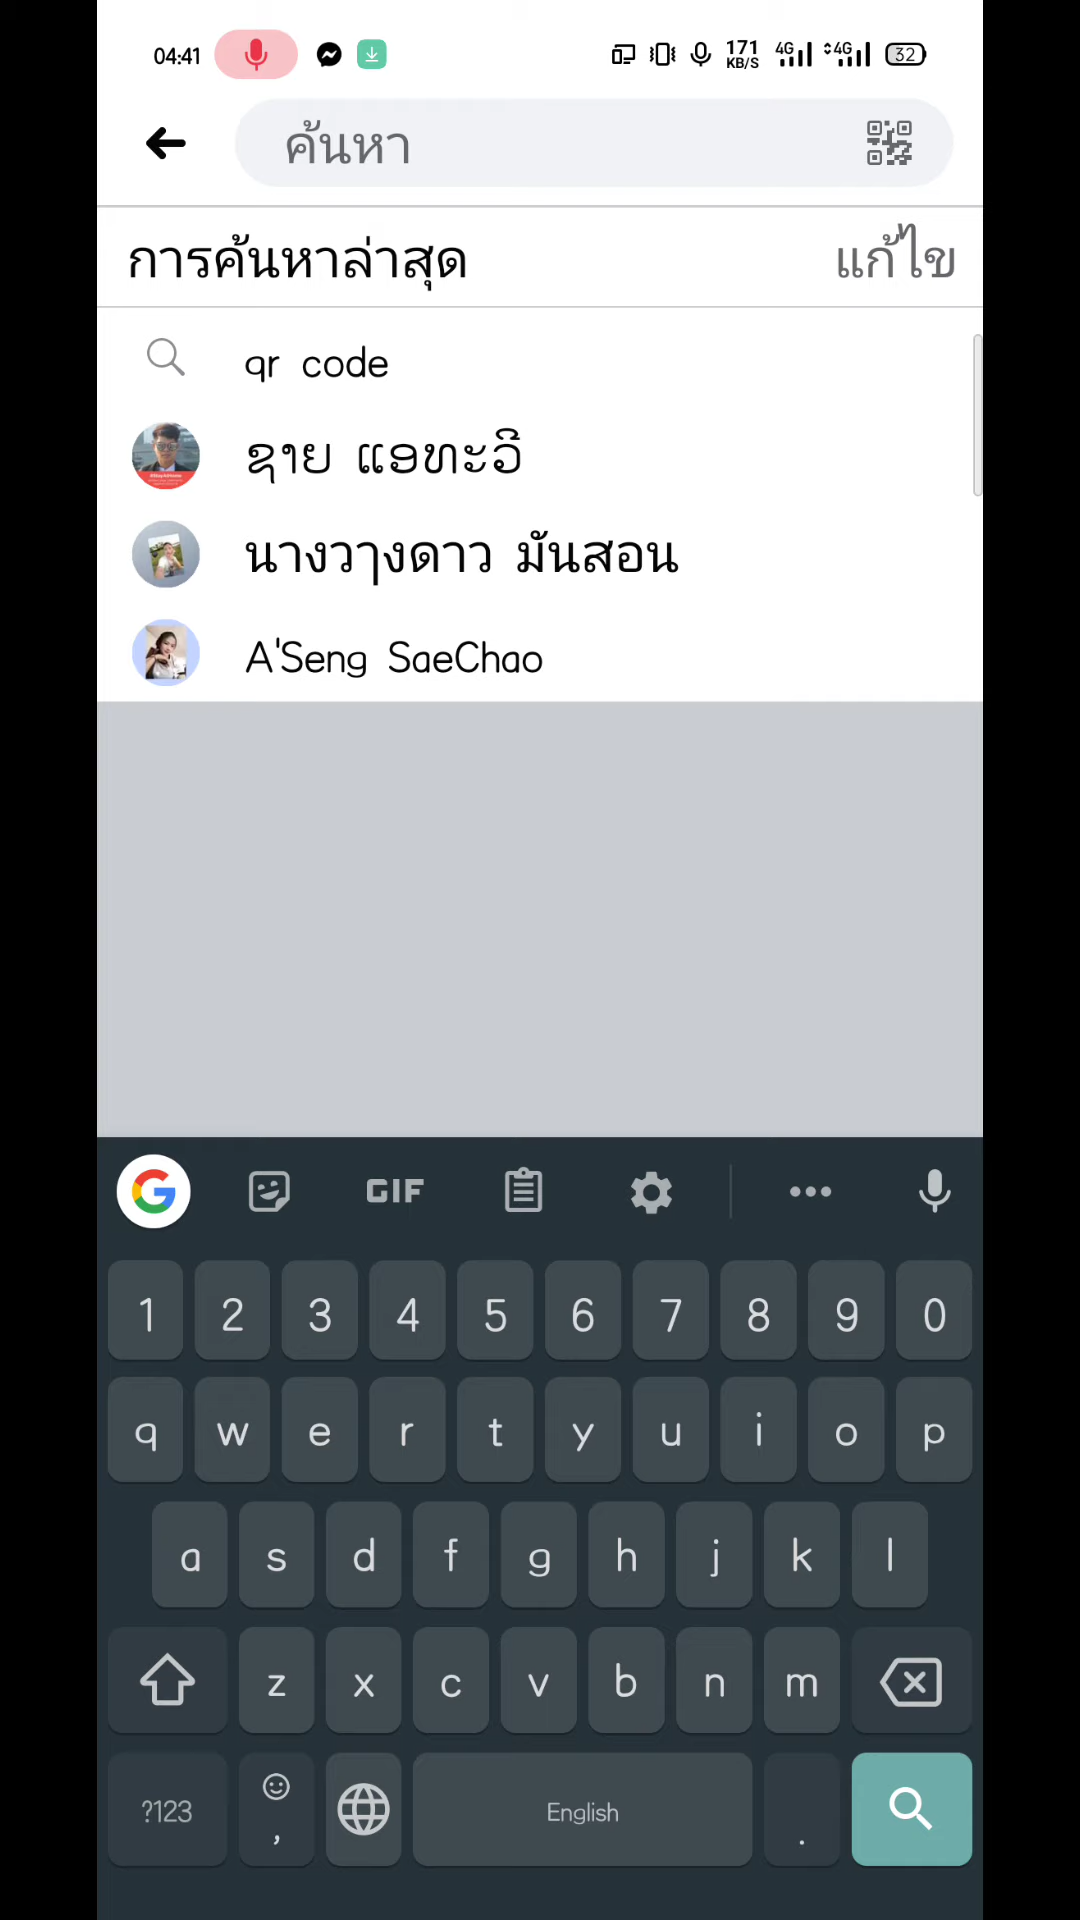 04:41 171 KB/S 4G 4G 32
ค้นหา
การค้นหาล่าสุด แก้ไข
qr code
ຊາຍ ແອທະວີ
นางวาๅงดาว มันสอน
A'Seng SaeChao
GIF
1 2 3 4 5 6 7 8 9 0
q w e r t y u i o p
a s d f g h j k l
z x c v b n m
?123 , English .